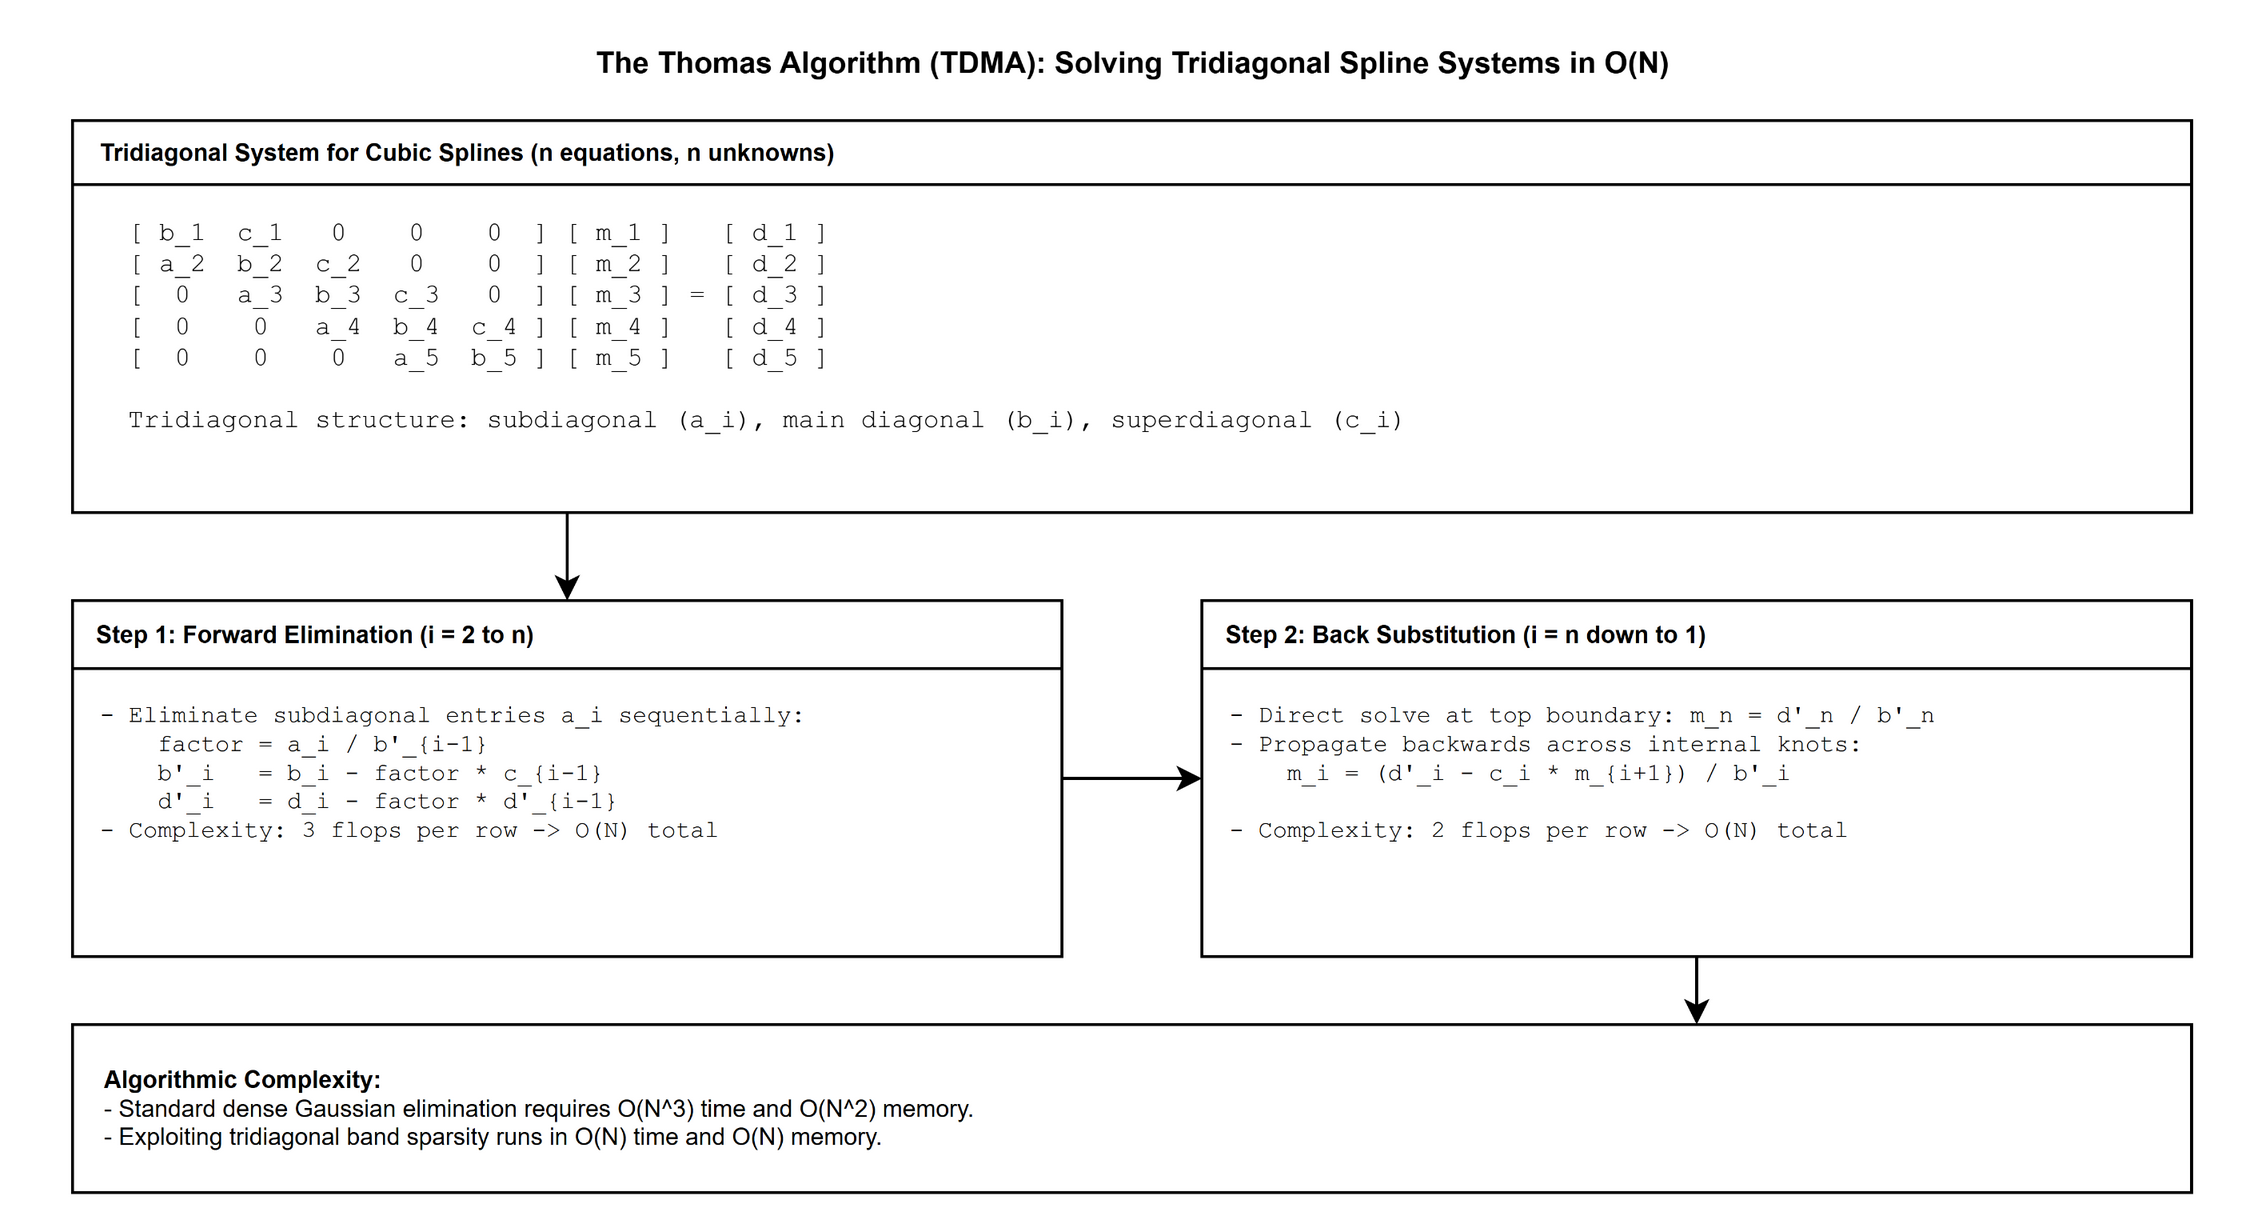 The Thomas Algorithm (TDMA): Solving Tridiagonal Spline Systems in O(N)
Tridiagonal System for Cubic Splines (n equations, n unknowns)
[ b_1  c_1   0    0    0  ] [ m_1 ]   [ d_1 ]
[ a_2  b_2  c_2   0    0  ] [ m_2 ]   [ d_2 ]
[  0   a_3  b_3  c_3   0  ] [ m_3 ] = [ d_3 ]
[  0    0   a_4  b_4  c_4 ] [ m_4 ]   [ d_4 ]
[  0    0    0   a_5  b_5 ] [ m_5 ]   [ d_5 ]
Tridiagonal structure: subdiagonal (a_i), main diagonal (b_i), superdiagonal (c_i)
Step 1: Forward Elimination (i = 2 to n)
- Eliminate subdiagonal entries a_i sequentially:
factor = a_i / b'_{i-1}
b'_i   = b_i - factor * c_{i-1}
d'_i   = d_i - factor * d'_{i-1}
- Complexity: 3 flops per row -> O(N) total
Step 2: Back Substitution (i = n down to 1)
- Direct solve at top boundary: m_n = d'_n / b'_n
- Propagate backwards across internal knots:
m_i = (d'_i - c_i * m_{i+1}) / b'_i
- Complexity: 2 flops per row -> O(N) total
Algorithmic Complexity:
- Standard dense Gaussian elimination requires O(N^3) time and O(N^2) memory.
- Exploiting tridiagonal band sparsity runs in O(N) time and O(N) memory.